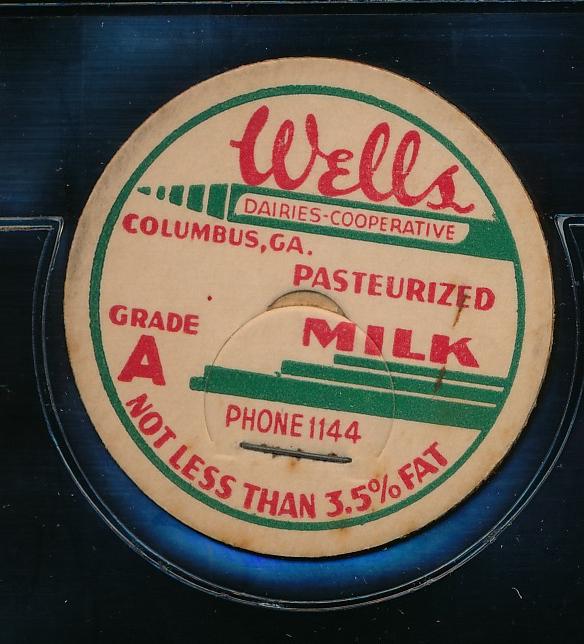 Wells
DAIRIES-COOPERATIVE
COLUMBUS, GA.
PASTEURIZED
GRADE
A
MILK
PHONE 1144
NOT LESS THAN 3.5% FAT